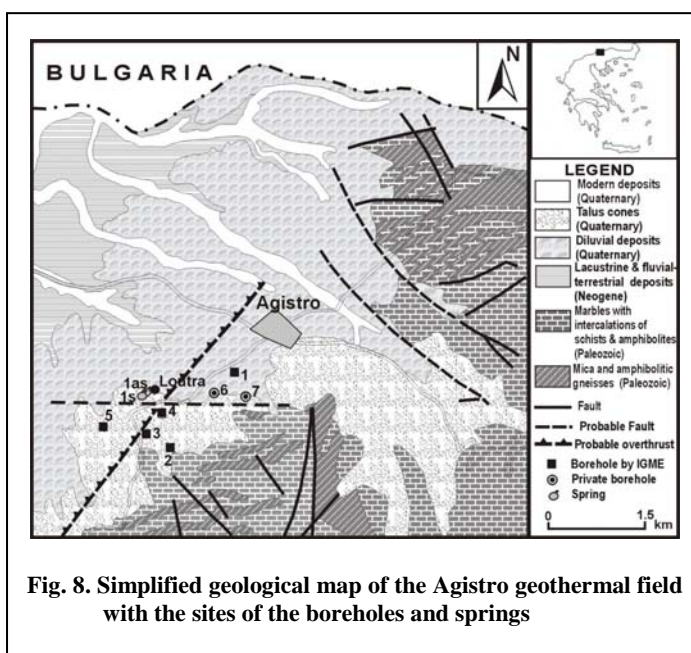 BULGARIA
N
Agistro
1as
Loutra
1s
1
6
7
4
5
3
2
LEGEND
Modern deposits
(Quaternary)
Talus cones
(Quaternary)
Diluvial deposits
(Quaternary)
Lacustrine & fluvial-
terrestrial deposits
(Neogene)
Marbles with
intercalations of
schists & amphibolites
(Paleozoic)
Mica and amphibolitic
gneisses (Paleozoic)
Fault
Probable Fault
Probable overthrust
Borehole by IGME
Private borehole
Spring
0 1.5
km
Fig. 8. Simplified geological map of the Agistro geothermal field
with the sites of the boreholes and springs